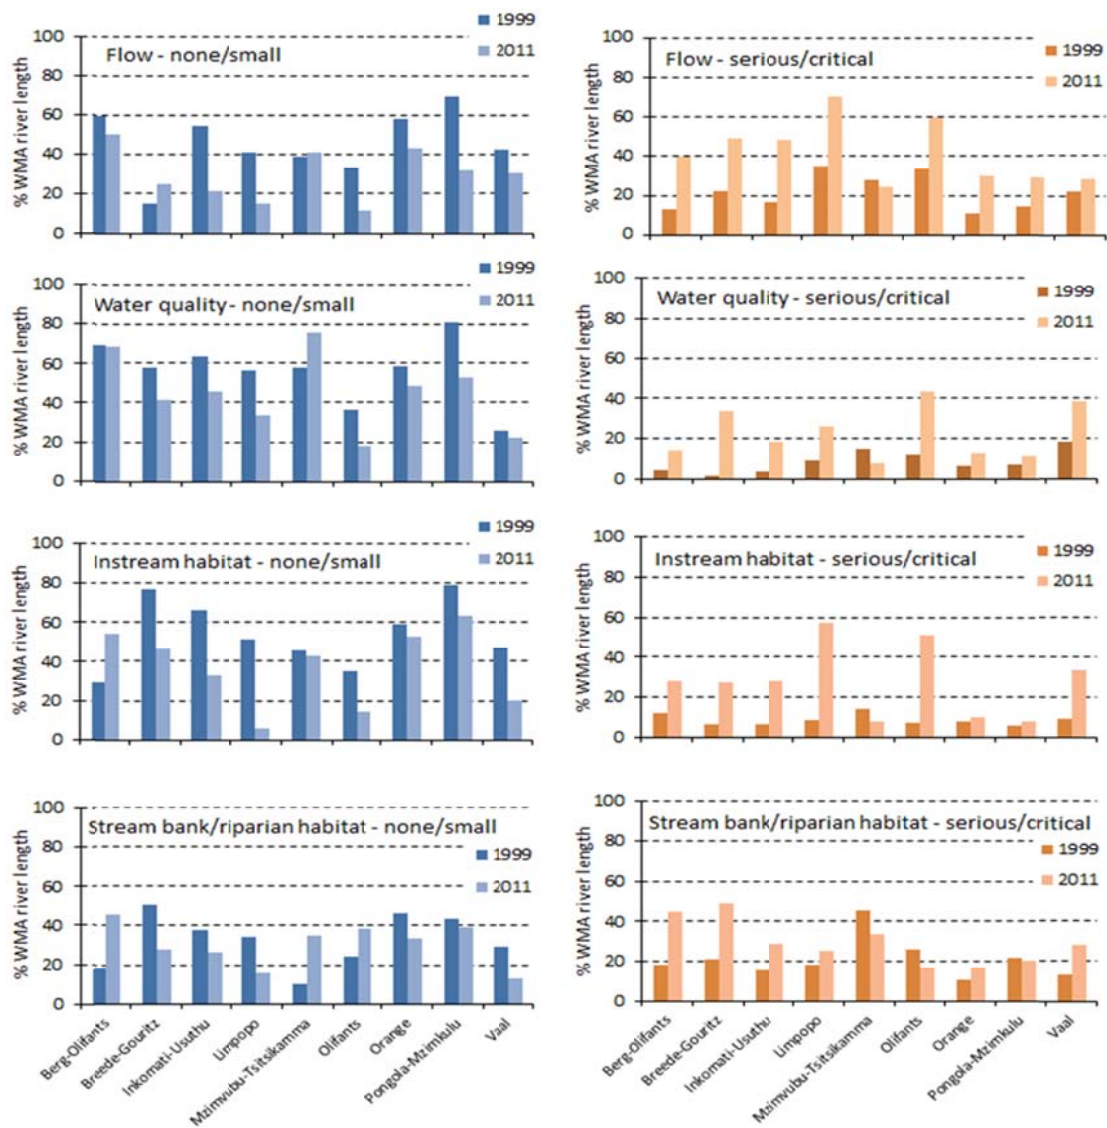 1999
2011
Flow - none/small
% WMA river length
100
80
60
40
20
0
1999
2011
Flow - serious/critical
% WMA river length
100
80
60
40
20
0
1999
2011
Water quality - none/small
% WMA river length
100
80
60
40
20
0
1999
2011
Water quality - serious/critical
% WMA river length
100
80
60
40
20
0
1999
2011
Instream habitat - none/small
% WMA river length
100
80
60
40
20
0
1999
2011
Instream habitat - serious/critical
% WMA river length
100
80
60
40
20
0
Stream bank/riparian habitat - none/small
1999
2011
% WMA river length
100
80
60
40
20
0
Berg-Olifants
Breede-Gouritz
Inkomati-Usuthu
Limpopo
Mzimvubu-Tsitsikamma
Olifants
Orange
Pongola-Mzimkulu
Vaal
Stream bank/riparian habitat - serious/critical
1999
2011
% WMA river length
100
80
60
40
20
0
Berg-Olifants
Breede-Gouritz
Inkomati-Usuthu
Limpopo
Mzimvubu-Tsitsikamma
Olifants
Orange
Pongola-Mzimkulu
Vaal